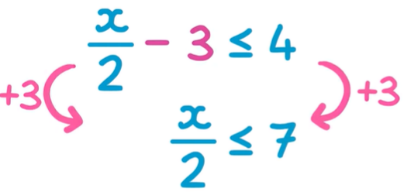 x/2 - 3 ≤ 4
+3 +3
x/2 ≤ 7